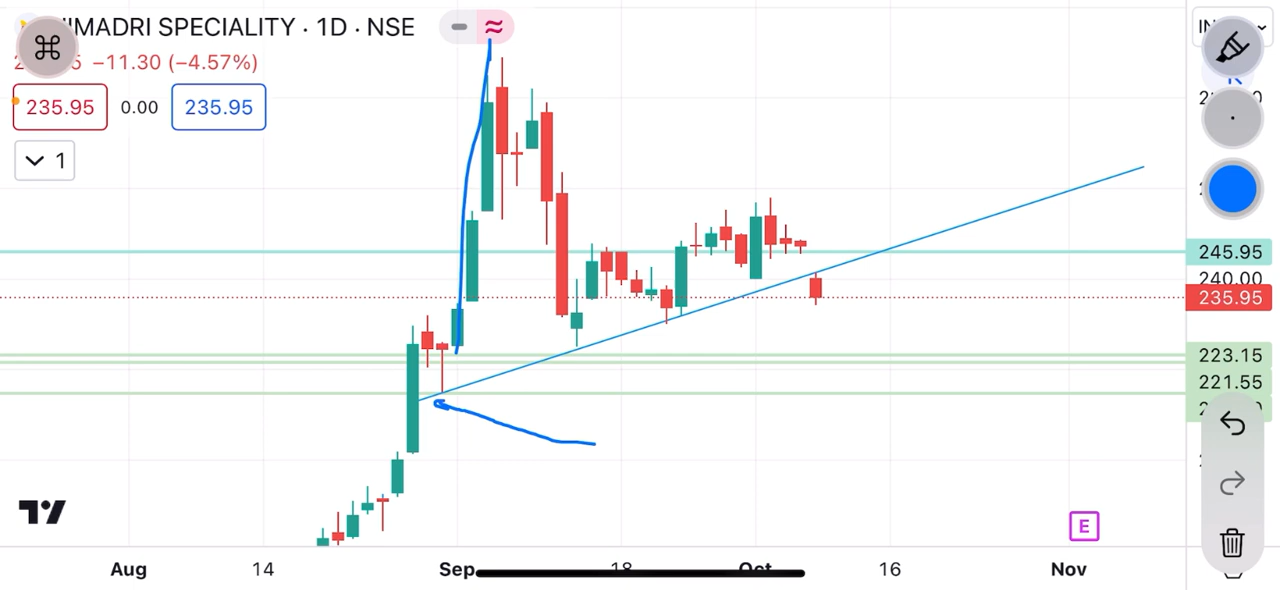 IMADRI SPECIALITY · 1D · NSE
−11.30 (−4.57%)
235.95 0.00 235.95
1
245.95
240.00
235.95
223.15
221.55
E
Aug 14 Sep 18 Oct 16 Nov